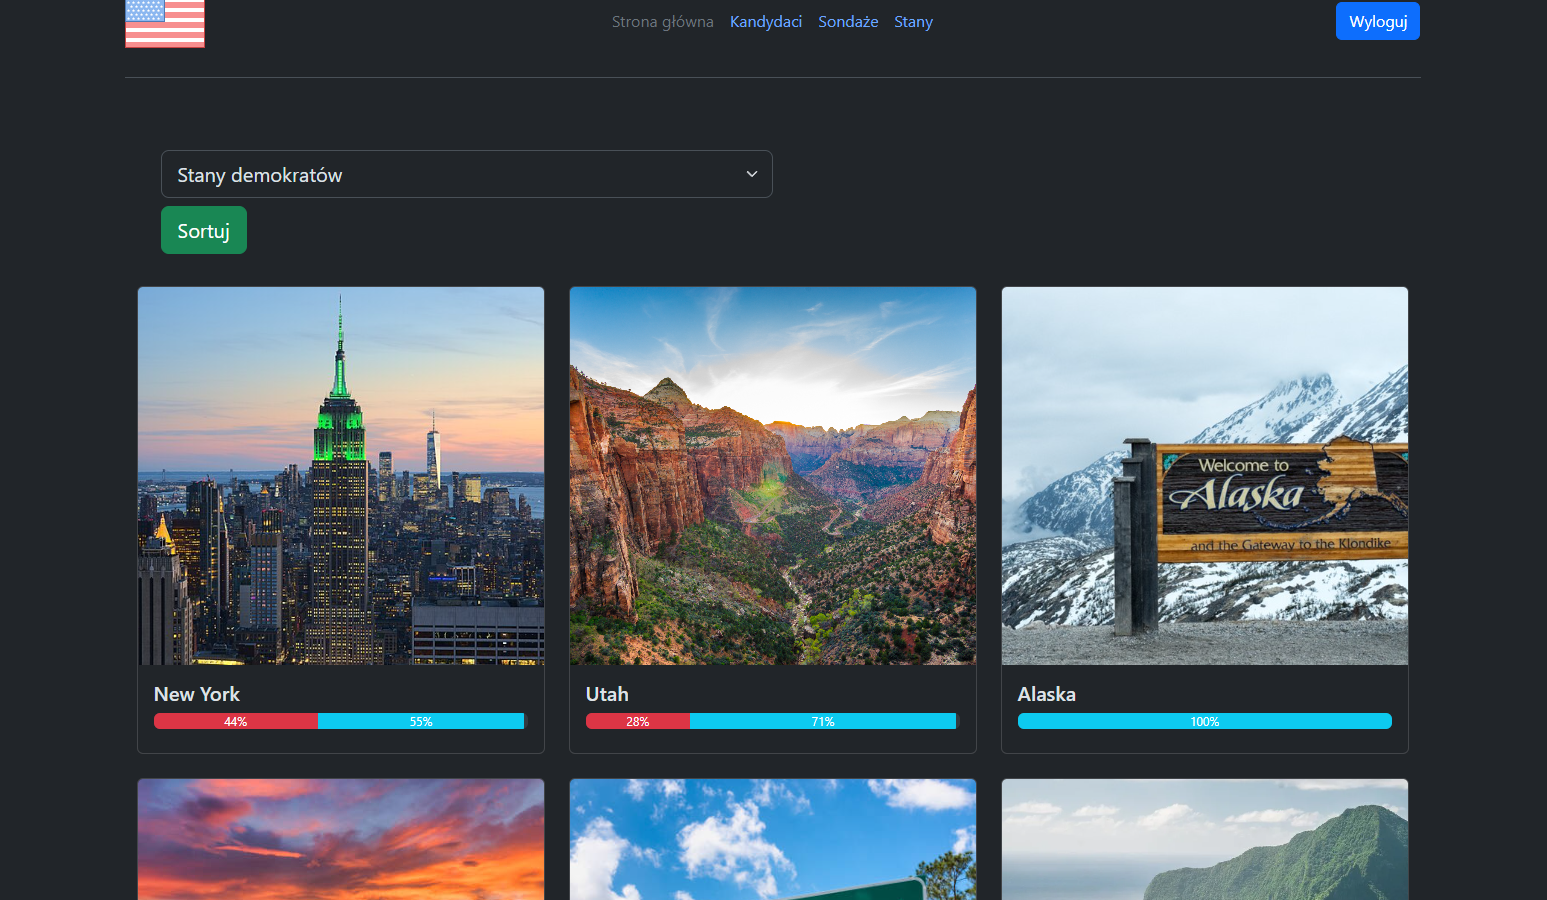 Strona główna Kandydaci Sondaże Stany Wyloguj
Stany demokratów
Sortuj
Welcome to
Alaska
and the Gateway to the Klondike
New York
44% 55%
Utah
28% 71%
Alaska
100%